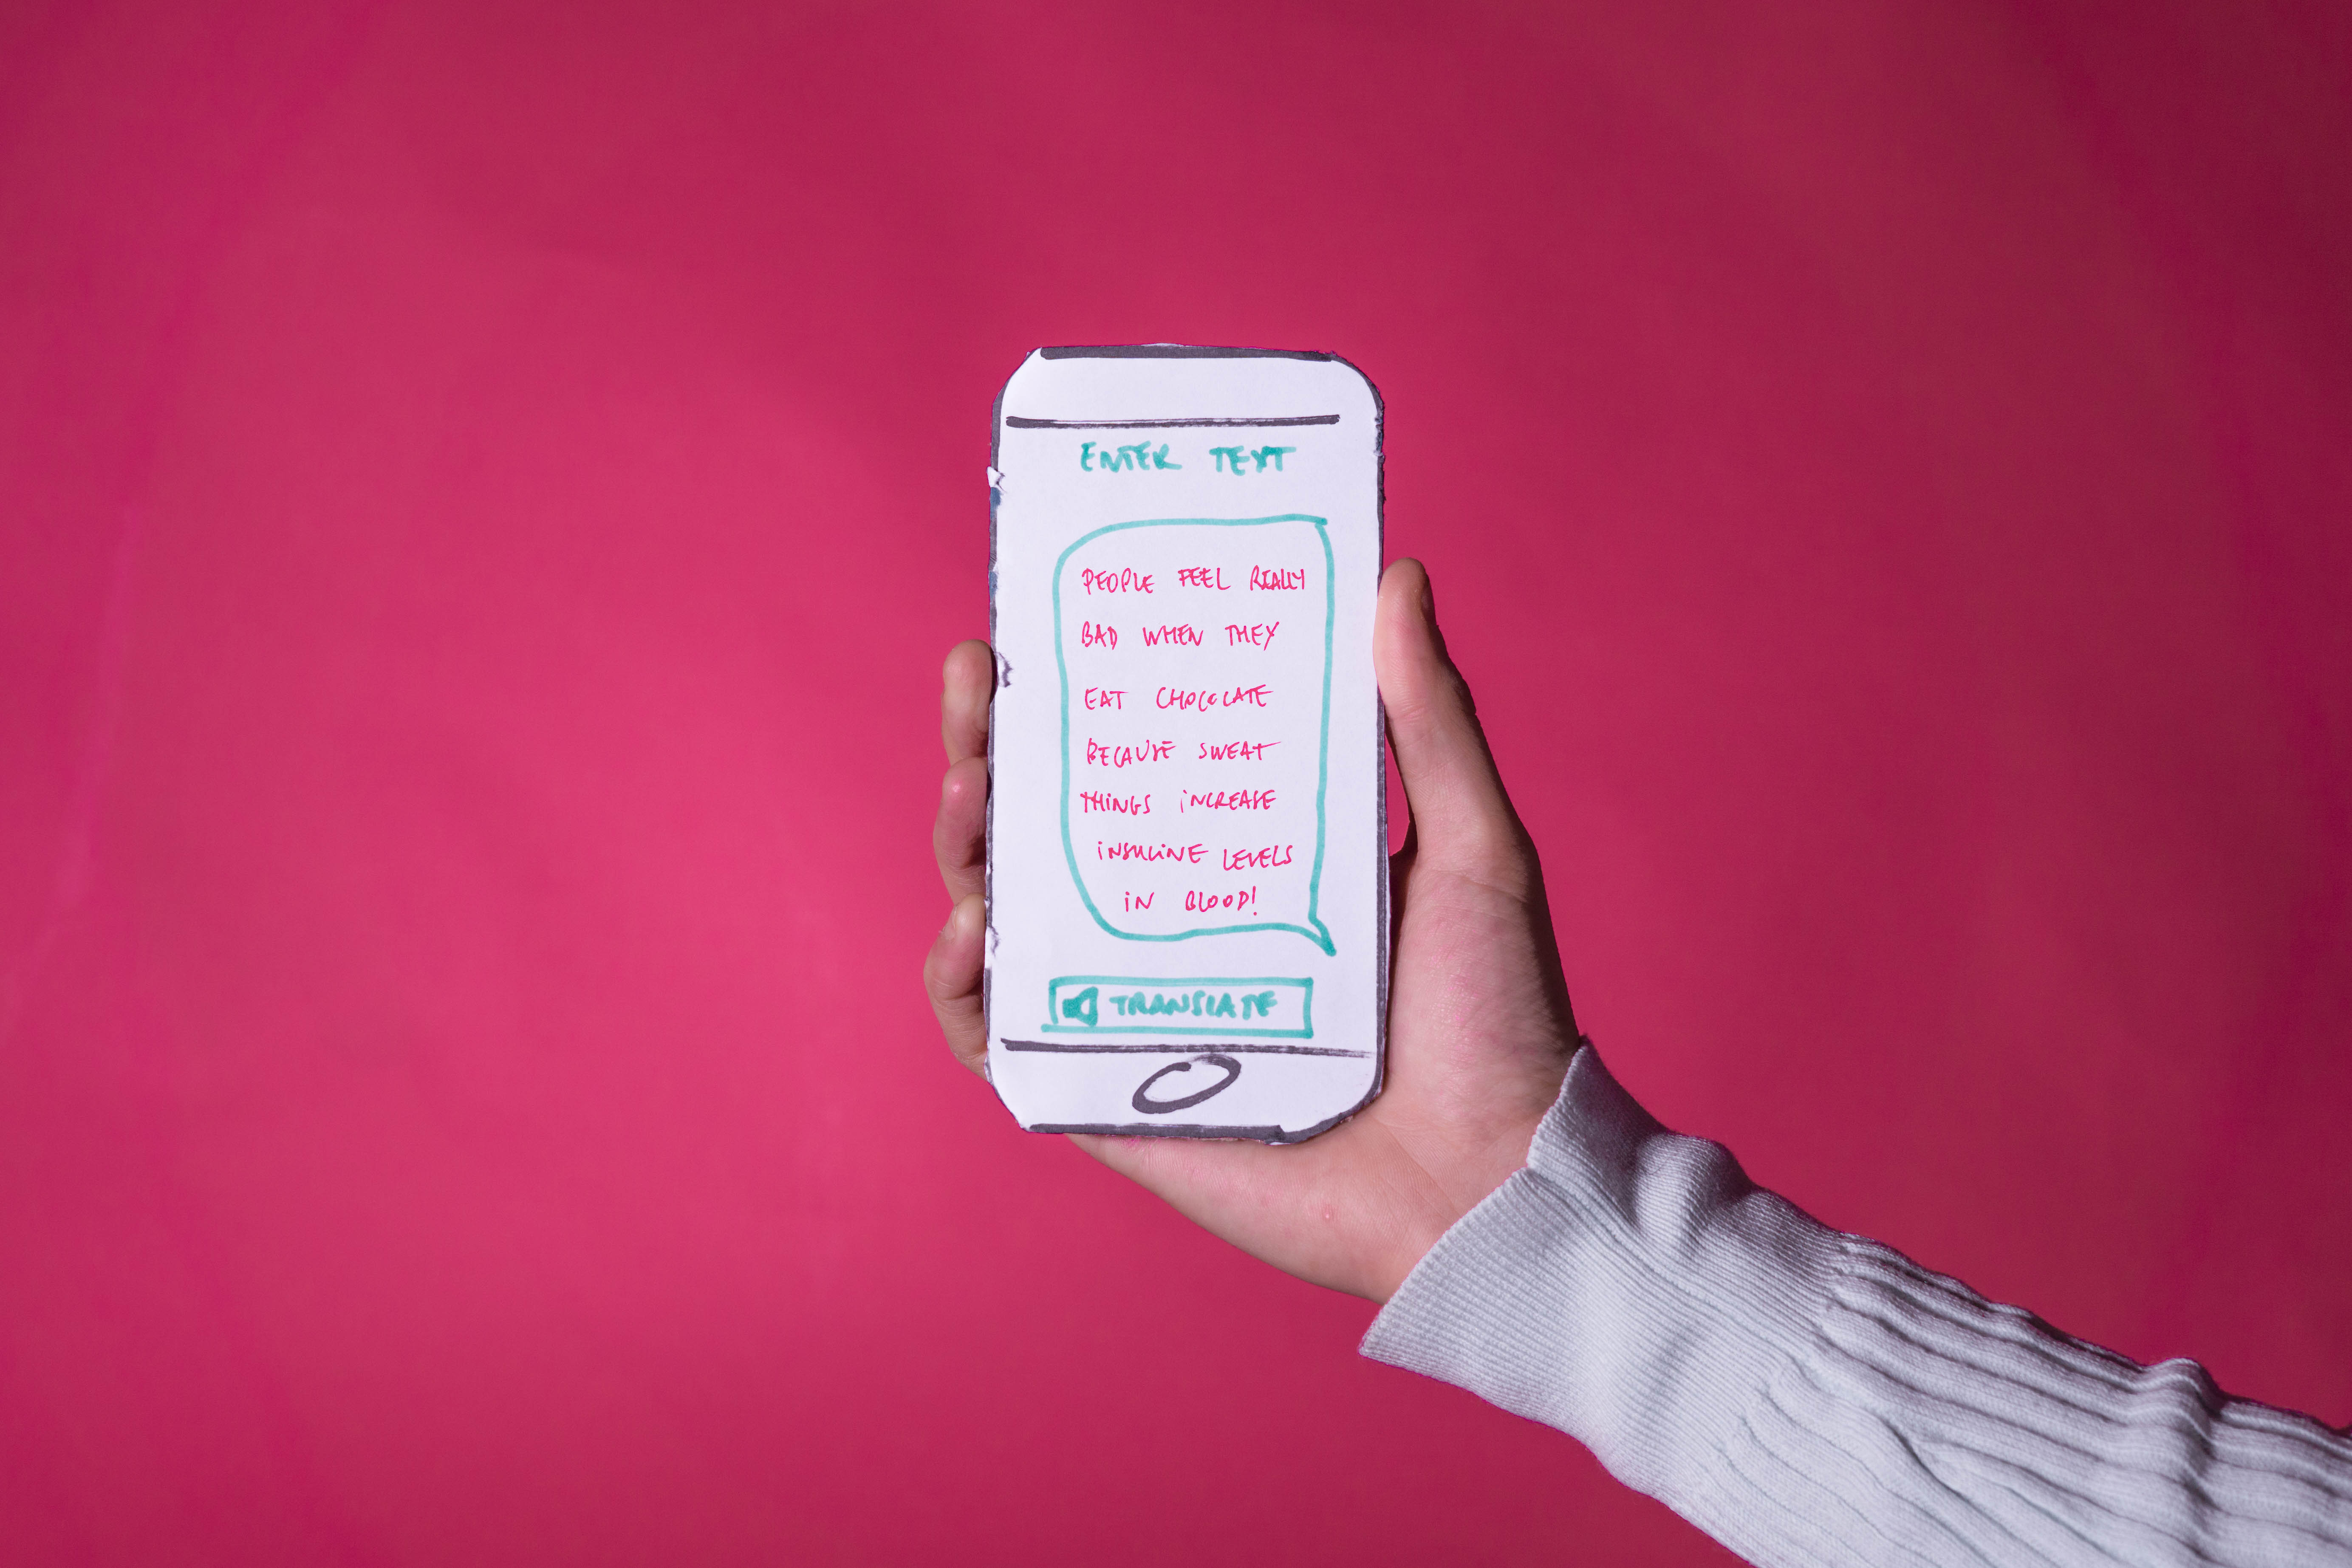 ENTER TEXT
PEOPLE FEEL REALLY
BAD WHEN THEY
EAT CHOCOLATE
BECAUSE SWEAT
THINGS iNCREASE
iNSULiNE LEVELS
iN BLOOD!
TRANSLATE